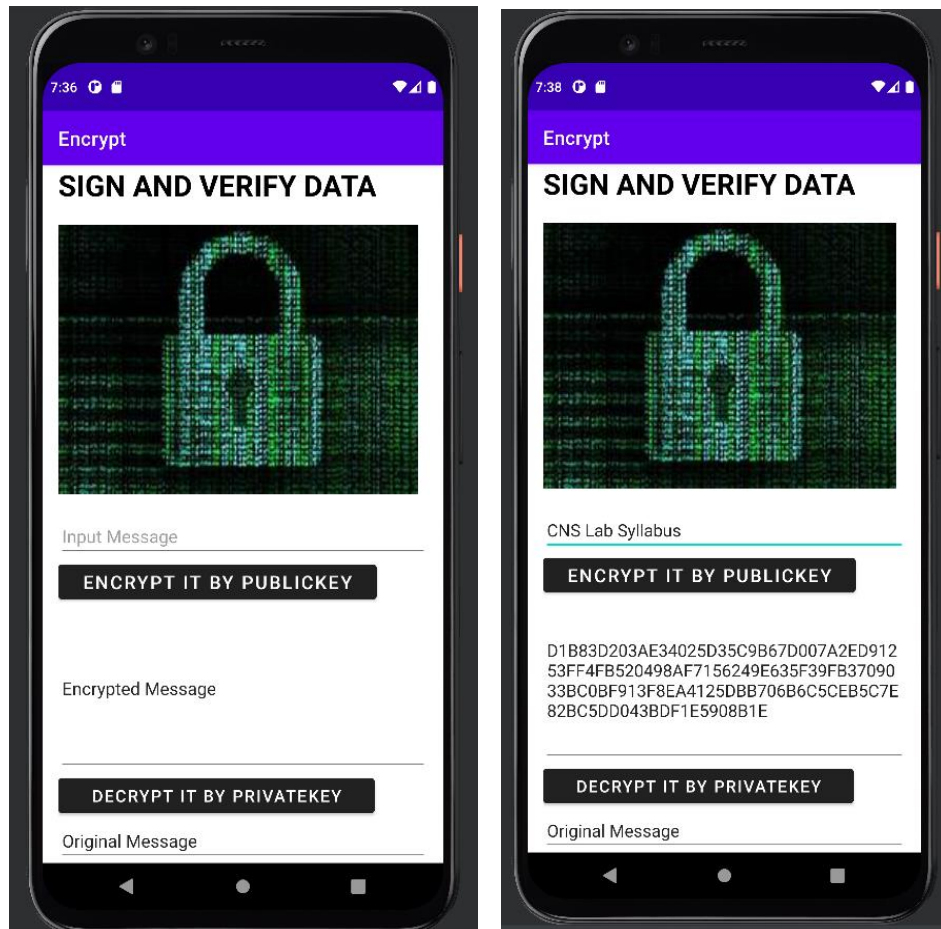 7:36
Encrypt
SIGN AND VERIFY DATA
Input Message
ENCRYPT IT BY PUBLICKEY
Encrypted Message
DECRYPT IT BY PRIVATEKEY
Original Message
7:38
Encrypt
SIGN AND VERIFY DATA
CNS Lab Syllabus
ENCRYPT IT BY PUBLICKEY
D1B83D203AE34025D35C9B67D007A2ED912
53FF4FB520498AF7156249E635F39FB37090
33BC0BF913F8EA4125DBB706B6C5CEB5C7E
82BC5DD043BDF1E5908B1E
DECRYPT IT BY PRIVATEKEY
Original Message